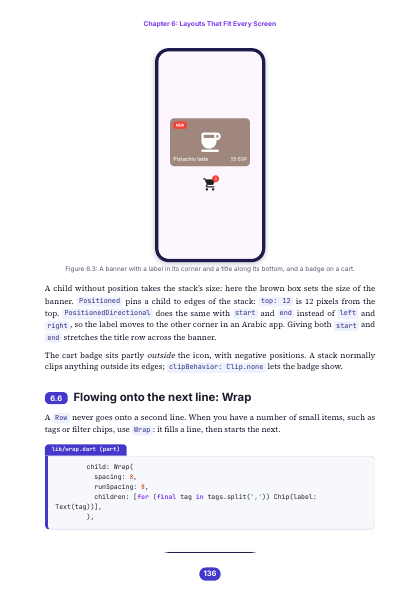 Chapter 6: Layouts That Fit Every Screen
NEW
Pistachio latte
55 EGP
Figure 6.3: A banner with a label in its corner and a title along its bottom, and a badge on a cart.
A child without position takes the stack's size: here the brown box sets the size of the
banner. Positioned pins a child to edges of the stack: top: 12 is 12 pixels from the
top. PositionedDirectional does the same with start and end instead of left and
right, so the label moves to the other corner in an Arabic app. Giving both start and
end stretches the title row across the banner.
The cart badge sits partly outside the icon, with negative positions. A stack normally
clips anything outside its edges; clipBehavior: Clip.none lets the badge show.
6.6 Flowing onto the next line: Wrap
A Row never goes onto a second line. When you have a number of small items, such as
tags or filter chips, use Wrap: it fills a line, then starts the next.
lib/wrap.dart (part)
child: Wrap(
spacing: 8,
runSpacing: 8,
children: [for (final tag in tags.split(',')) Chip(label:
Text(tag))],
),
136